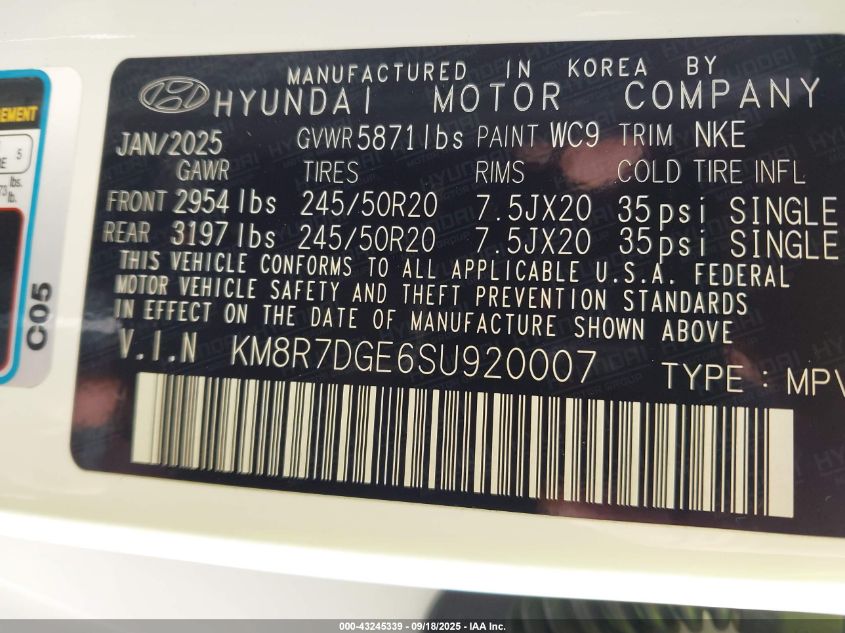 MANUFACTURED IN KOREA BY
HYUNDAI MOTOR COMPANY
JAN/2025 GVWR 5871lbs PAINT WC9 TRIM NKE
GAWR TIRES RIMS COLD TIRE INFL
FRONT 2954 lbs 245/50R20 7.5JX20 35psi SINGLE
REAR 3197 lbs 245/50R20 7.5JX20 35psi SINGLE
THIS VEHICLE CONFORMS TO ALL APPLICABLE U.S.A. FEDERAL
MOTOR VEHICLE SAFETY AND THEFT PREVENTION STANDARDS
IN EFFECT ON THE DATE OF MANUFACTURE SHOWN ABOVE
V.I.N KM8R7DGE6SU920007
TYPE : MPV
C05
5
lbs.
lb.
000-43245339 - 09/18/2025 - IAA Inc.